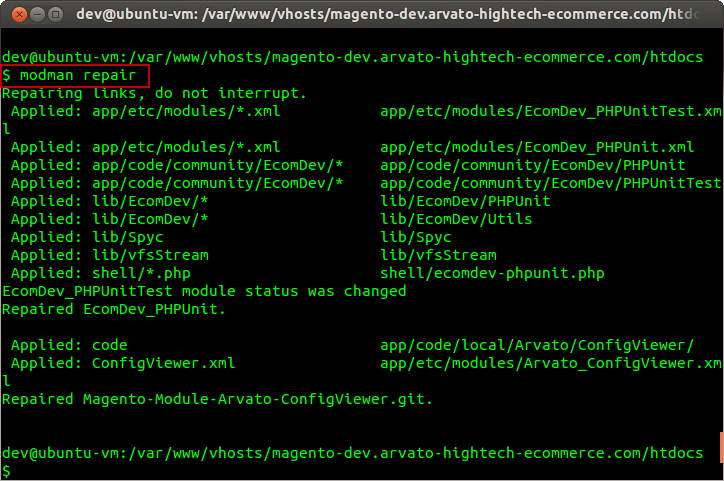 dev@ubuntu-vm: /var/www/vhosts/magento-dev.arvato-hightech-ecommerce.com/htdoc
dev@ubuntu-vm:/var/www/vhosts/magento-dev.arvato-hightech-ecommerce.com/htdocs
$ modman repair
Repairing links, do not interrupt.
 Applied: app/etc/modules/*.xml           app/etc/modules/EcomDev_PHPUnitTest.xm
l
 Applied: app/etc/modules/*.xml           app/etc/modules/EcomDev_PHPUnit.xml
 Applied: app/code/community/EcomDev/*    app/code/community/EcomDev/PHPUnit
 Applied: app/code/community/EcomDev/*    app/code/community/EcomDev/PHPUnitTest
 Applied: lib/EcomDev/*                   lib/EcomDev/PHPUnit
 Applied: lib/EcomDev/*                   lib/EcomDev/Utils
 Applied: lib/Spyc                        lib/Spyc
 Applied: lib/vfsStream                   lib/vfsStream
 Applied: shell/*.php                     shell/ecomdev-phpunit.php
EcomDev_PHPUnitTest module status was changed
Repaired EcomDev_PHPUnit.
 Applied: code                            app/code/local/Arvato/ConfigViewer/
 Applied: ConfigViewer.xml                app/etc/modules/Arvato_ConfigViewer.xm
l
Repaired Magento-Module-Arvato-ConfigViewer.git.
dev@ubuntu-vm:/var/www/vhosts/magento-dev.arvato-hightech-ecommerce.com/htdocs
$